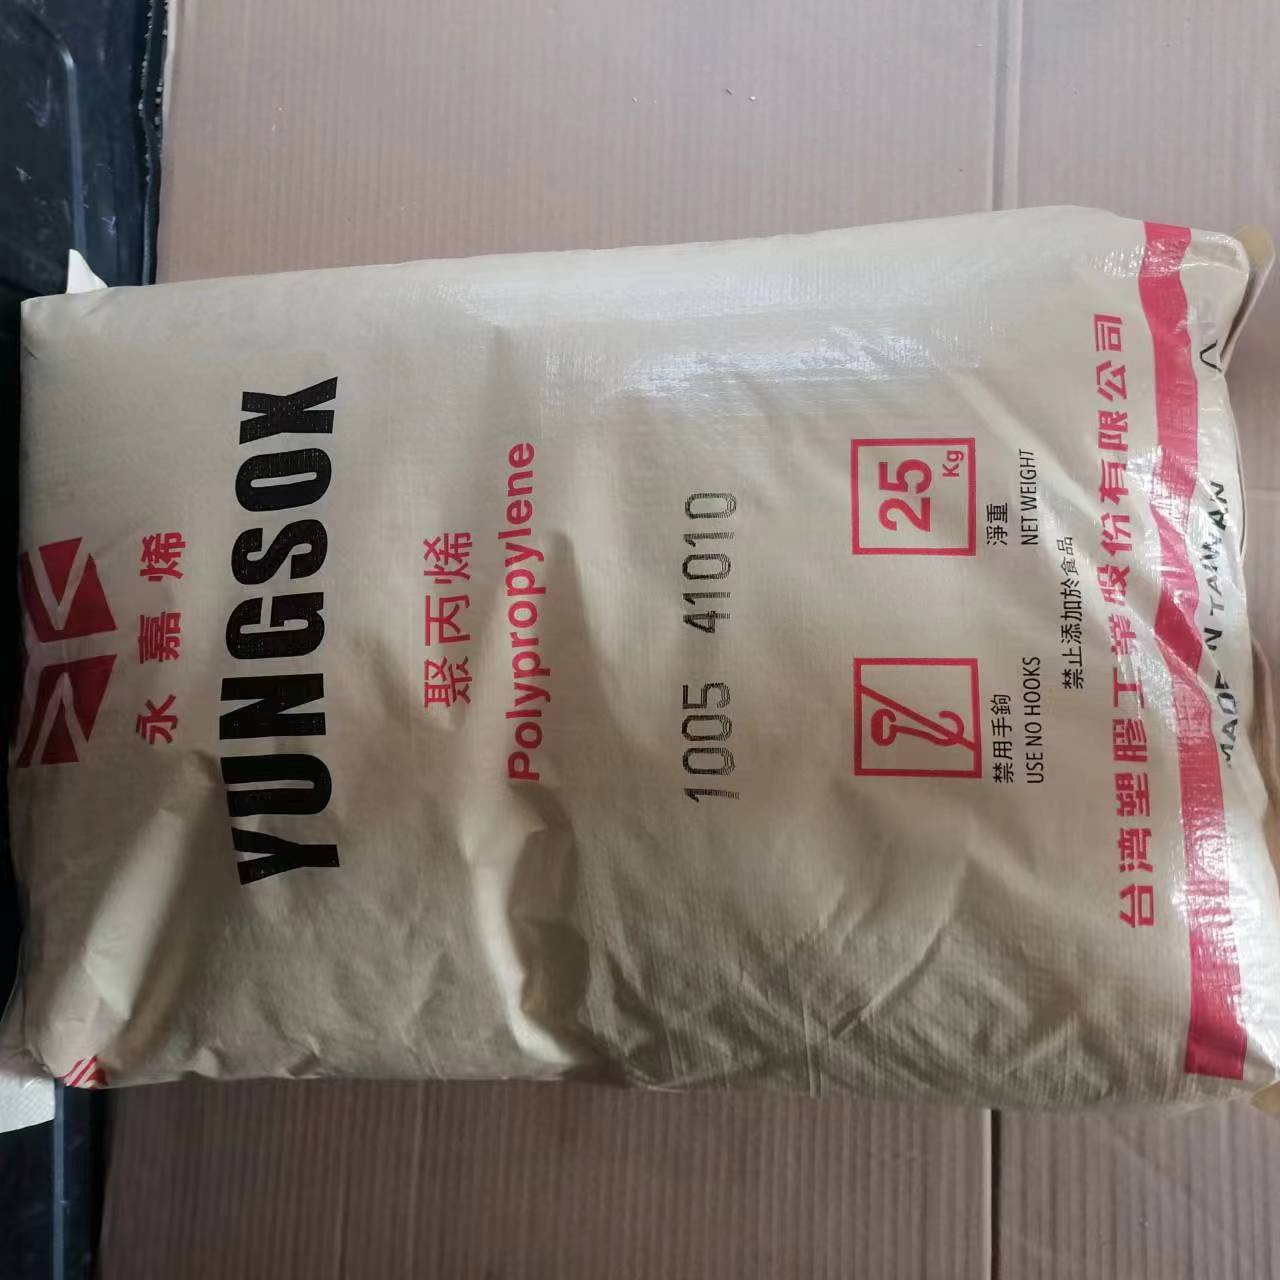 永嘉烯
YUNGSOX
聚丙烯
Polypropylene
1005 41010
25
Kg
禁用手鉤
USE NO HOOKS
淨重
NET WEIGHT
禁止添加於食品
台湾塑膠工業股份有限公司
MADE IN TAIWAN